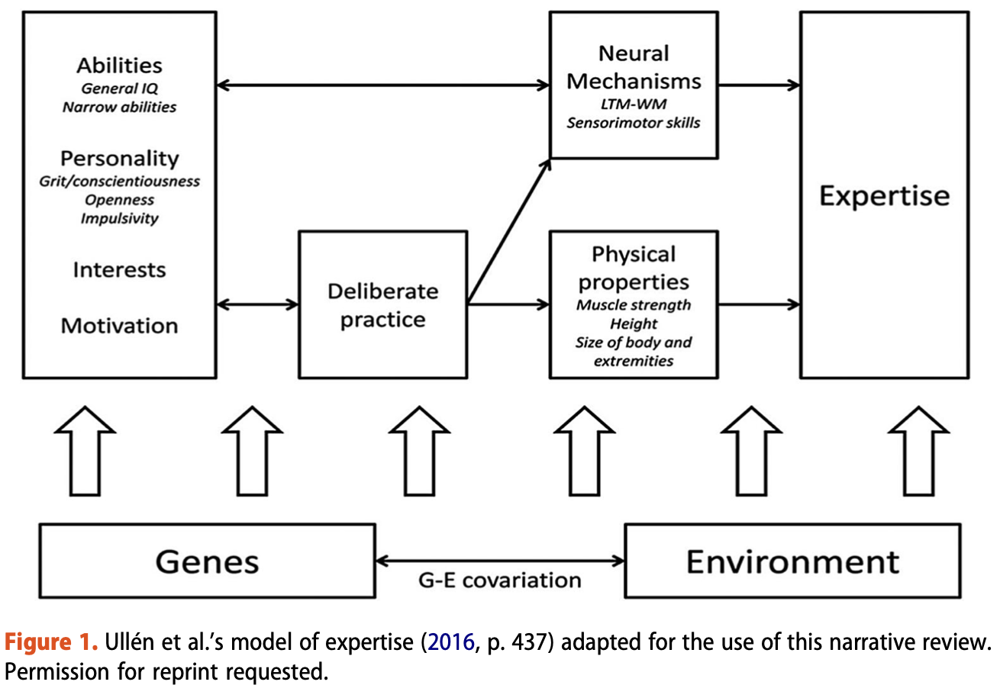 Abilities
General IQ
Narrow abilities
Personality
Grit/conscientiousness
Openness
Impulsivity
Interests
Motivation
Deliberate
practice
Neural
Mechanisms
LTM-WM
Sensorimotor skills
Physical
properties
Muscle strength
Height
Size of body and
extremities
Expertise
Genes
G-E covariation
Environment
Figure 1. Ullén et al.’s model of expertise (2016, p. 437) adapted for the use of this narrative review.
Permission for reprint requested.